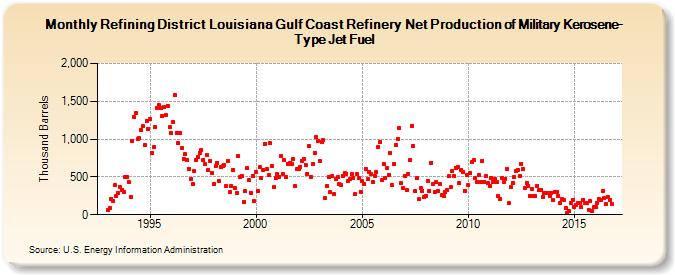 Monthly Refining District Louisiana Gulf Coast Refinery Net Production of Military Kerosene-
Type Jet Fuel
Thousand Barrels
2,000
1,500
1,000
500
0
1995
2000
2005
2010
2015
Source: U.S. Energy Information Administration